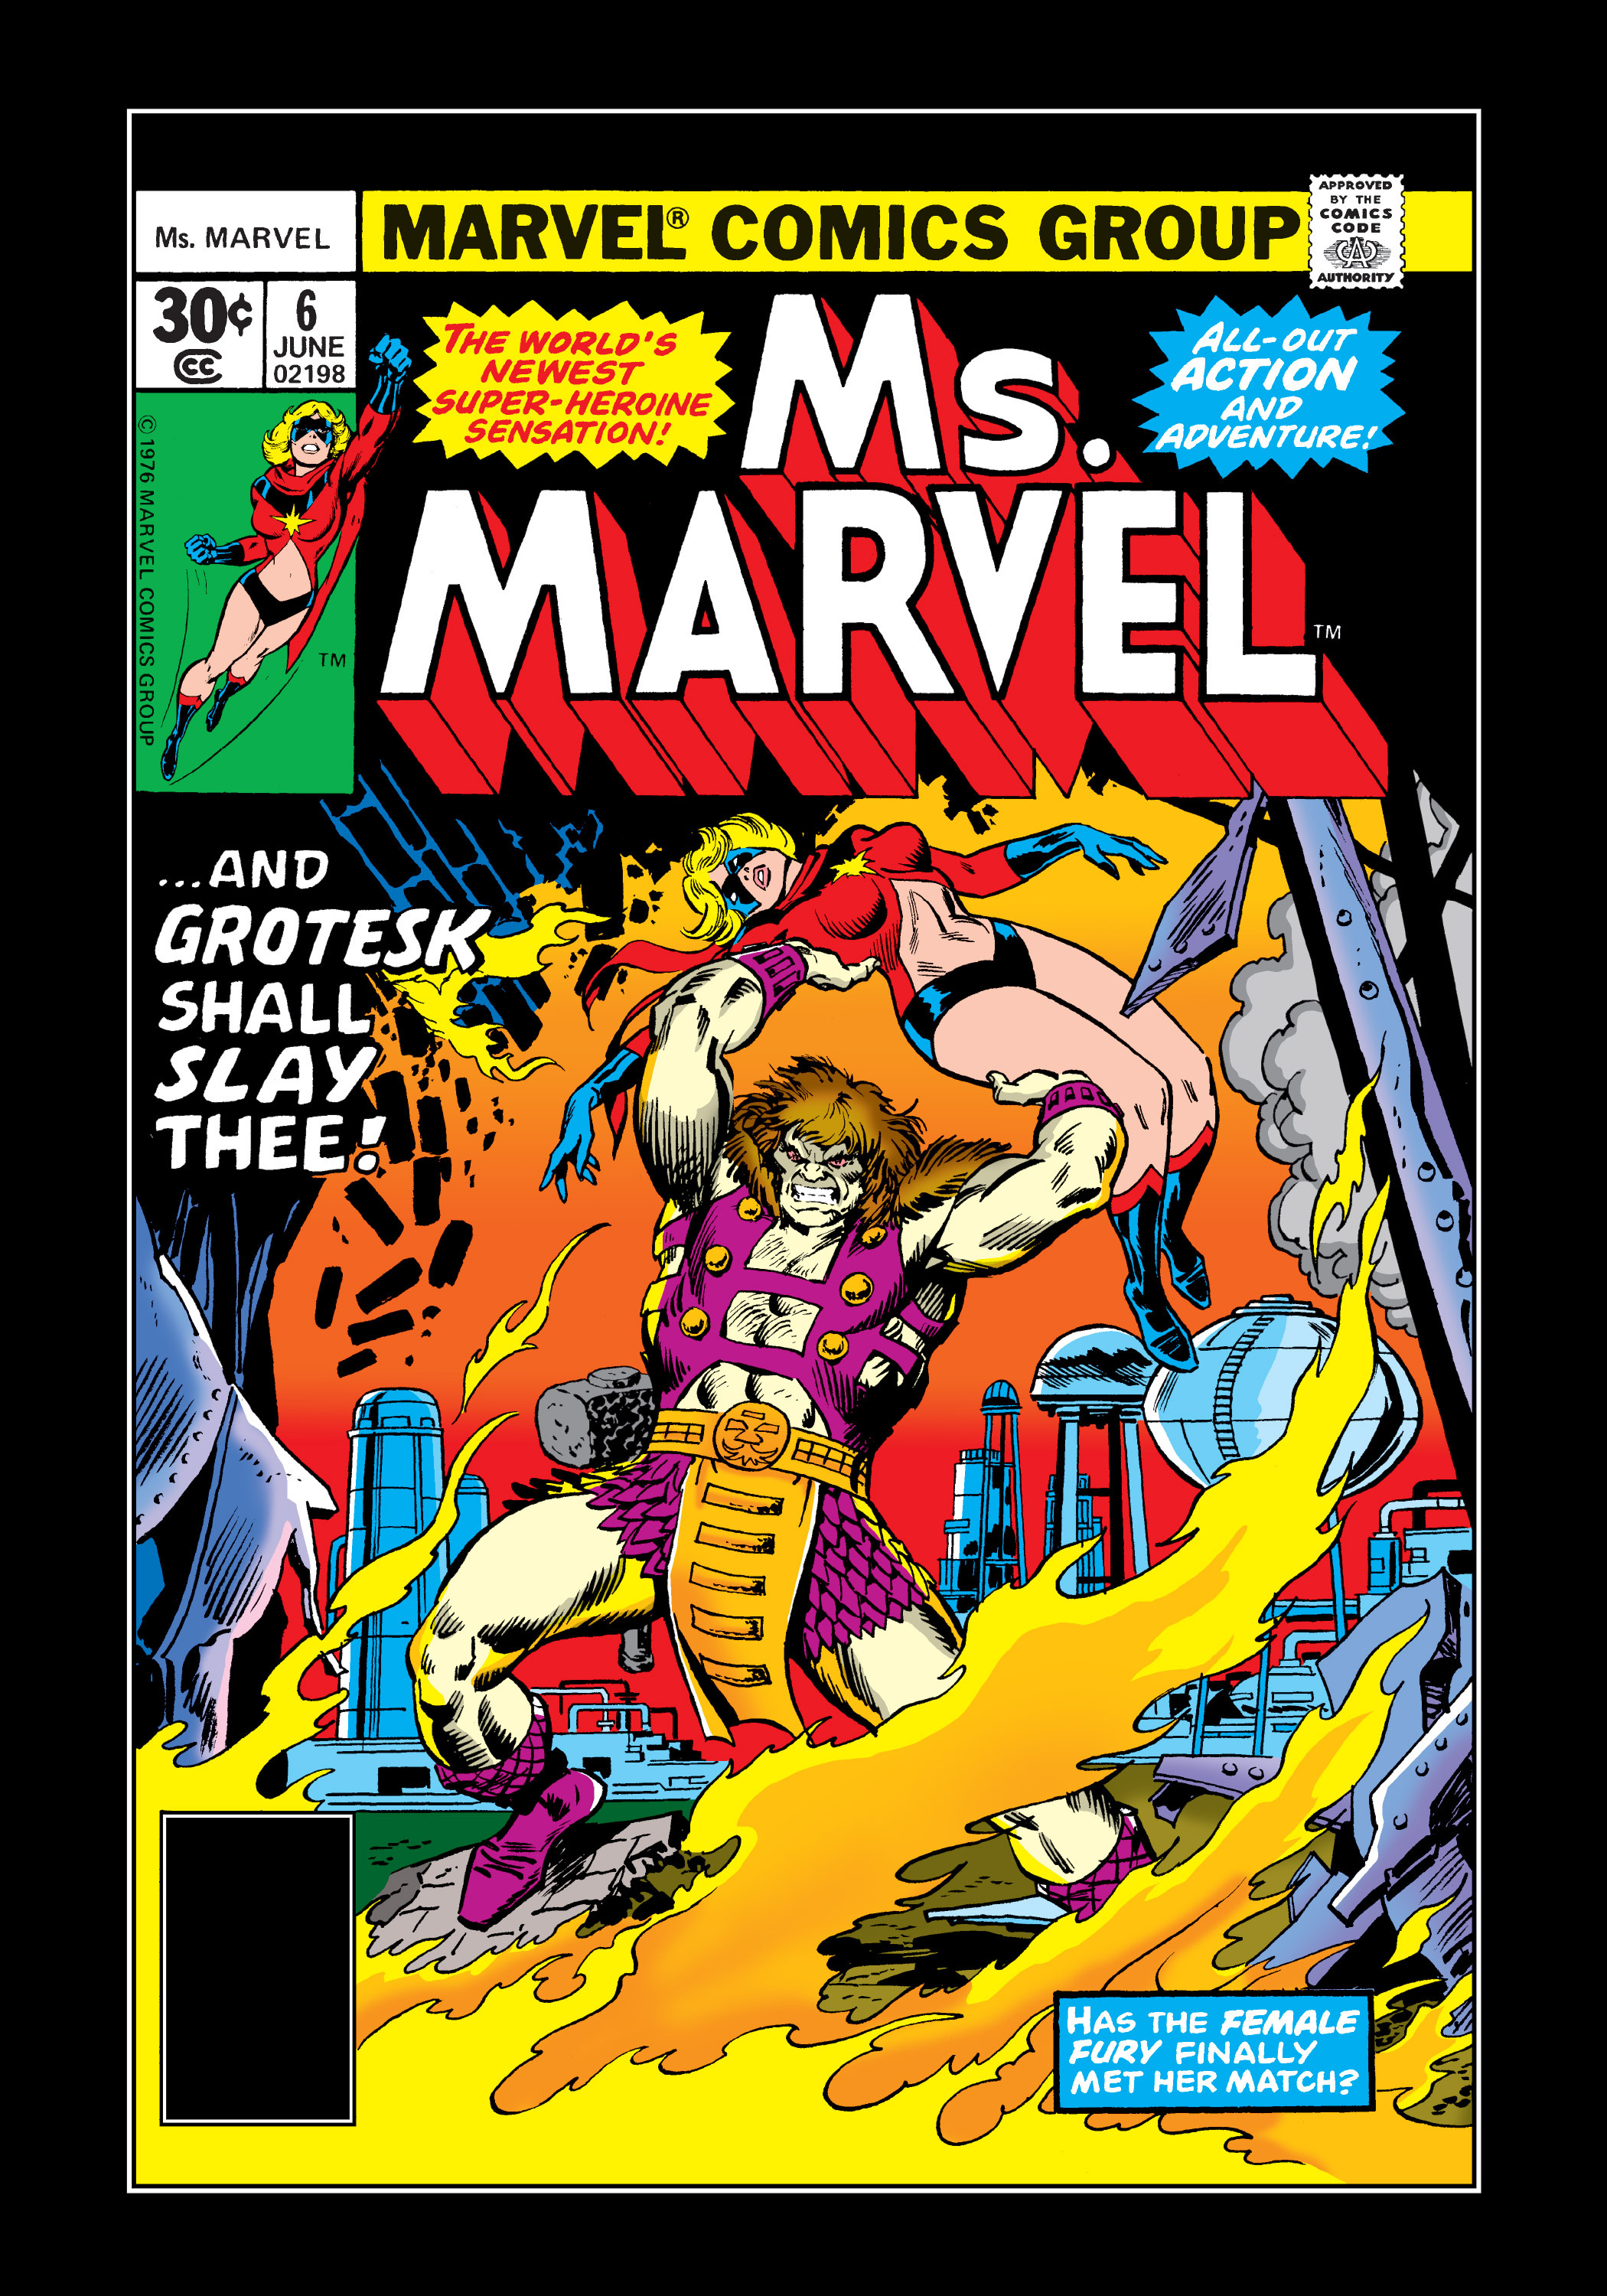 Ms. MARVEL
MARVEL® COMICS GROUP
APPROVED
BY THE
COMICS
CODE
CA
AUTHORITY
30¢
CC
6
JUNE
02198
© 1976 MARVEL COMICS GROUP
TM
THE WORLD'S
NEWEST
SUPER-HEROINE
SENSATION!
Ms.
MARVEL
TM
ALL-OUT
ACTION
AND
ADVENTURE!
...AND
GROTESK
SHALL
SLAY
THEE!
HAS THE FEMALE
FURY FINALLY
MET HER MATCH?